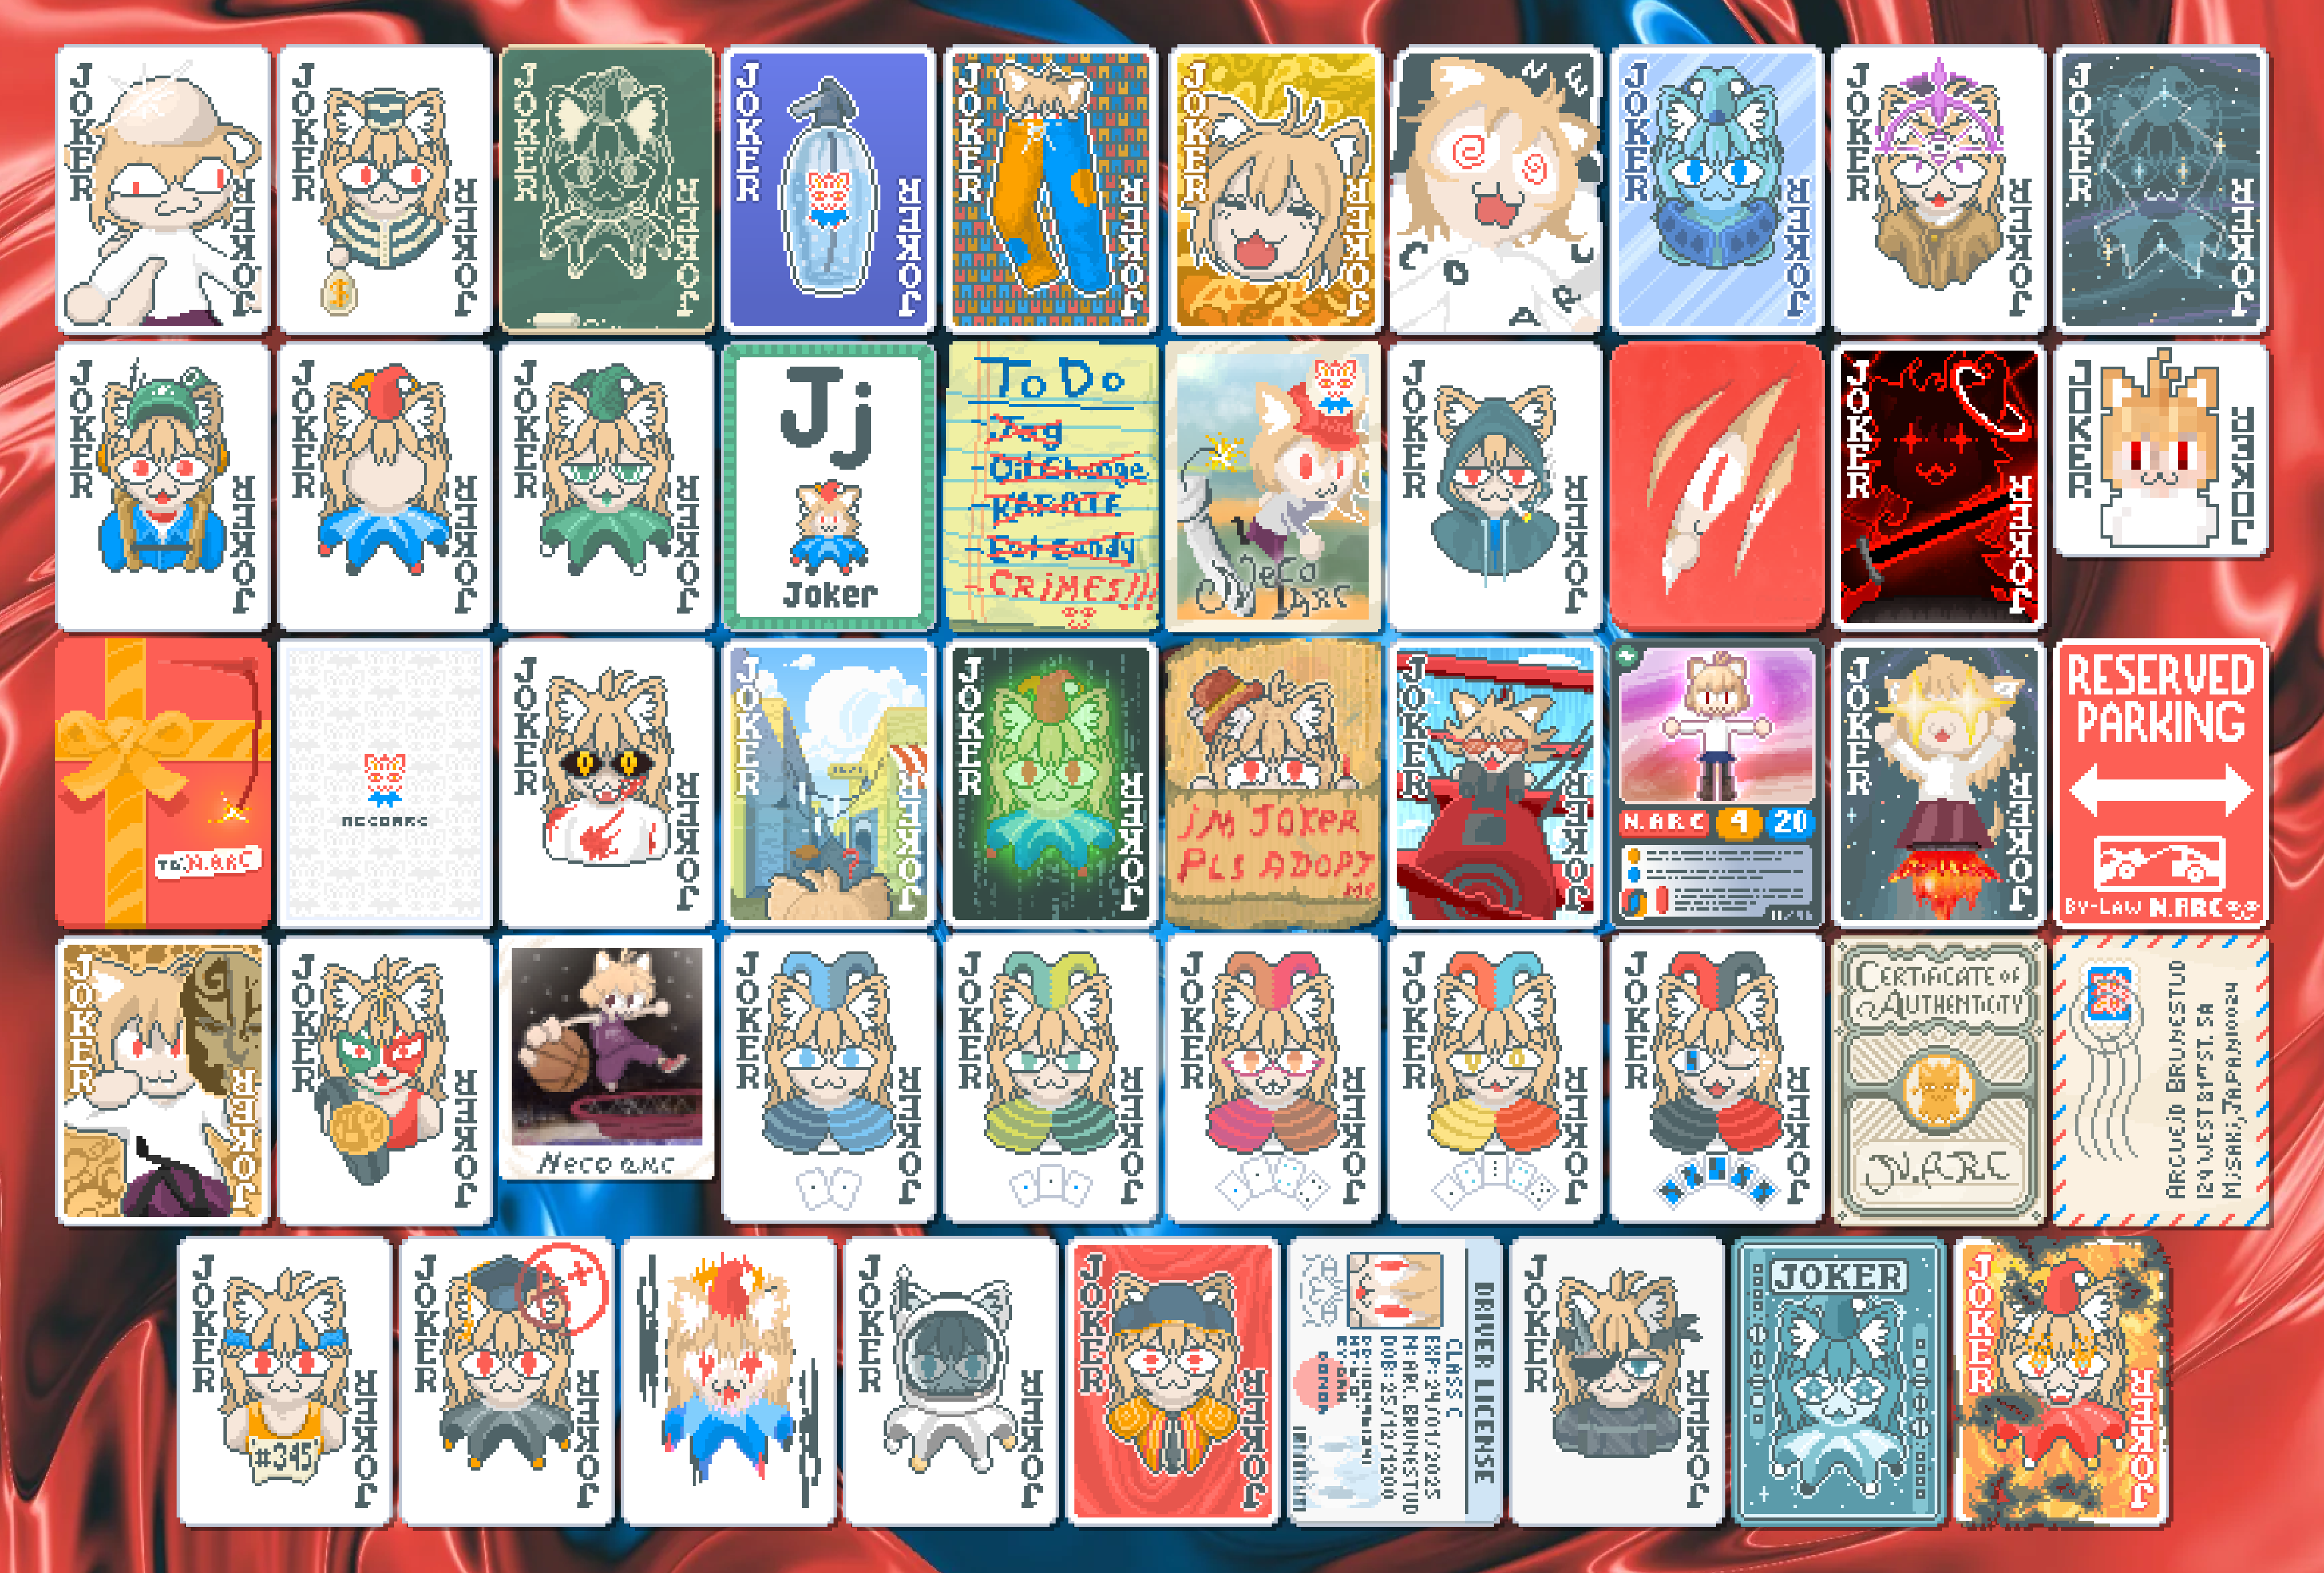 JOKER JOKER
JOKER JOKER
JOKER JOKER
JOKER JOKER
JOKER JOKER
JOKER JOKER
NECO
COARU
JOKER JOKER
JOKER JOKER
JOKER JOKER
JOKER JOKER
JOKER JOKER
JOKER JOKER
Jj
Joker
To Do
- Tag
- Oil Change
- KARATE
- Eat Candy
- CRiMES!!!
Neco
ARC
JOKER JOKER
JOKER JOKER
JOKER JOKER
TO: N.ARC
NECOARC
JOKER JOKER
JOKER JOKER
JOKER JOKER
iM JOKER
PLS ADOPT
ME
JOKER JOKER
N.ARC 4 20
JOKER JOKER
RESERVED
PARKING
BY-LAW N.ARC
JOKER JOKER
JOKER JOKER
Neco arc
JOKER JOKER
JOKER JOKER
JOKER JOKER
JOKER JOKER
JOKER JOKER
CERTIFICATE OF
AUTHENTICITY
N.ARC
ARCUEID BRUNESTUD
124 WEST 81ST ST. SA
MiSAKi, JAPAN 0024
JOKER JOKER
#345
JOKER JOKER
JOKER JOKER
JOKER JOKER
DRIVER LICENSE
CLASS C
EXP: 24/01/2025
N: ARC BRUNESTUD
DOB: 25/12/1200
JOKER JOKER
JOKER
JOKER JOKER